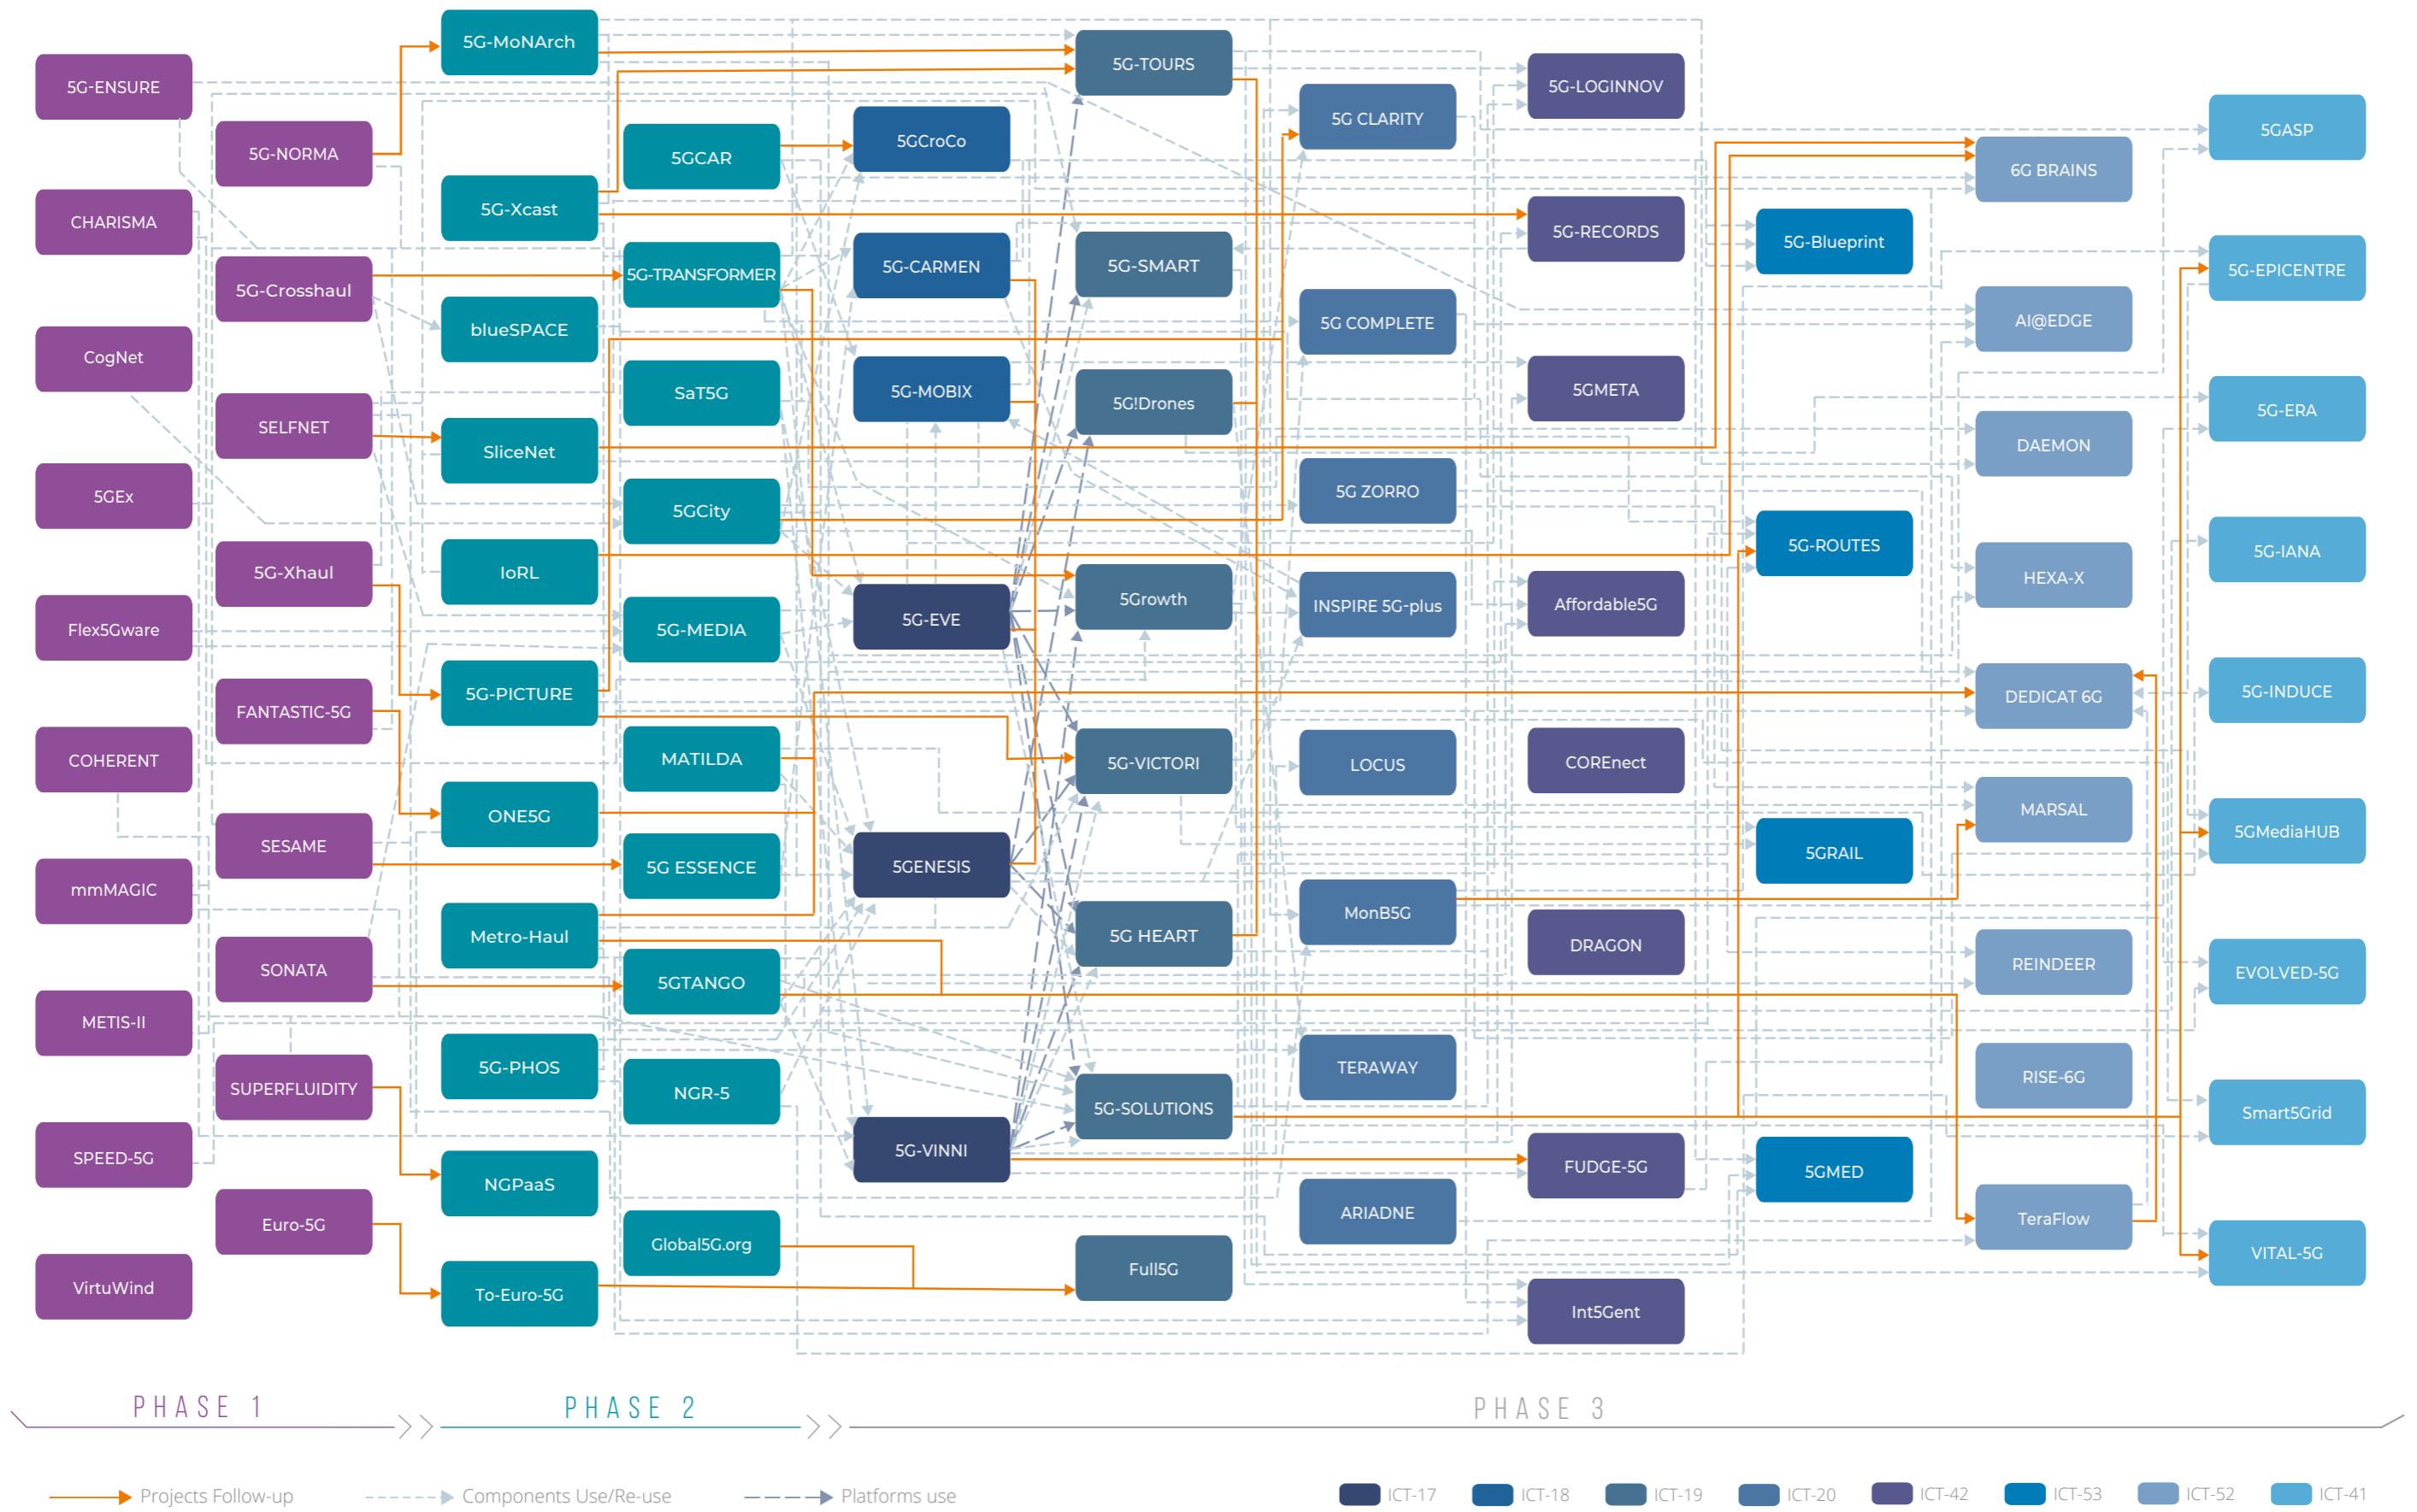 5G-ENSURE
CHARISMA
CogNet
5GEx
Flex5Gware
COHERENT
mmMAGIC
METIS-II
SPEED-5G
VirtuWind
5G-NORMA
5G-Crosshaul
SELFNET
5G-Xhaul
FANTASTIC-5G
SESAME
SONATA
SUPERFLUIDITY
Euro-5G
5G-MoNArch
5G-Xcast
blueSPACE
SliceNet
IoRL
5G-PICTURE
ONE5G
Metro-Haul
5G-PHOS
NGPaaS
To-Euro-5G
5GCAR
5G-TRANSFORMER
SaT5G
5GCity
5G-MEDIA
MATILDA
5G ESSENCE
5GTANGO
NGR-5
Global5G.org
5GCroCo
5G-CARMEN
5G-MOBIX
5G-EVE
5GENESIS
5G-VINNI
5G-TOURS
5G-SMART
5G!Drones
5Growth
5G-VICTORI
5G HEART
5G-SOLUTIONS
Full5G
5G CLARITY
5G COMPLETE
5G ZORRO
INSPIRE 5G-plus
LOCUS
MonB5G
TERAWAY
ARIADNE
5G-LOGINNOV
5G-RECORDS
5GMETA
Affordable5G
COREnect
DRAGON
FUDGE-5G
Int5Gent
5G-Blueprint
5G-ROUTES
5GRAIL
5GMED
6G BRAINS
AI@EDGE
DAEMON
HEXA-X
DEDICAT 6G
MARSAL
REINDEER
RISE-6G
TeraFlow
5GASP
5G-EPICENTRE
5G-ERA
5G-IANA
5G-INDUCE
5GMediaHUB
EVOLVED-5G
Smart5Grid
VITAL-5G
PHASE 1
PHASE 2
PHASE 3
Projects Follow-up
Components Use/Re-use
Platforms use
ICT-17
ICT-18
ICT-19
ICT-20
ICT-42
ICT-53
ICT-52
ICT-41